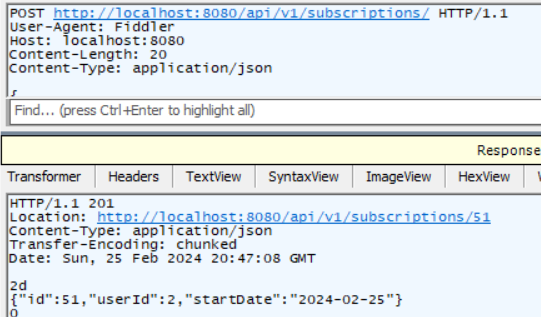 POST http://localhost:8080/api/v1/subscriptions/ HTTP/1.1
User-Agent: Fiddler
Host: localhost:8080
Content-Length: 20
Content-Type: application/json
{
Find... (press Ctrl+Enter to highlight all)
Response
Transformer Headers TextView SyntaxView ImageView HexView
HTTP/1.1 201
Location: http://localhost:8080/api/v1/subscriptions/51
Content-Type: application/json
Transfer-Encoding: chunked
Date: Sun, 25 Feb 2024 20:47:08 GMT
2d
{"id":51,"userId":2,"startDate":"2024-02-25"}
0